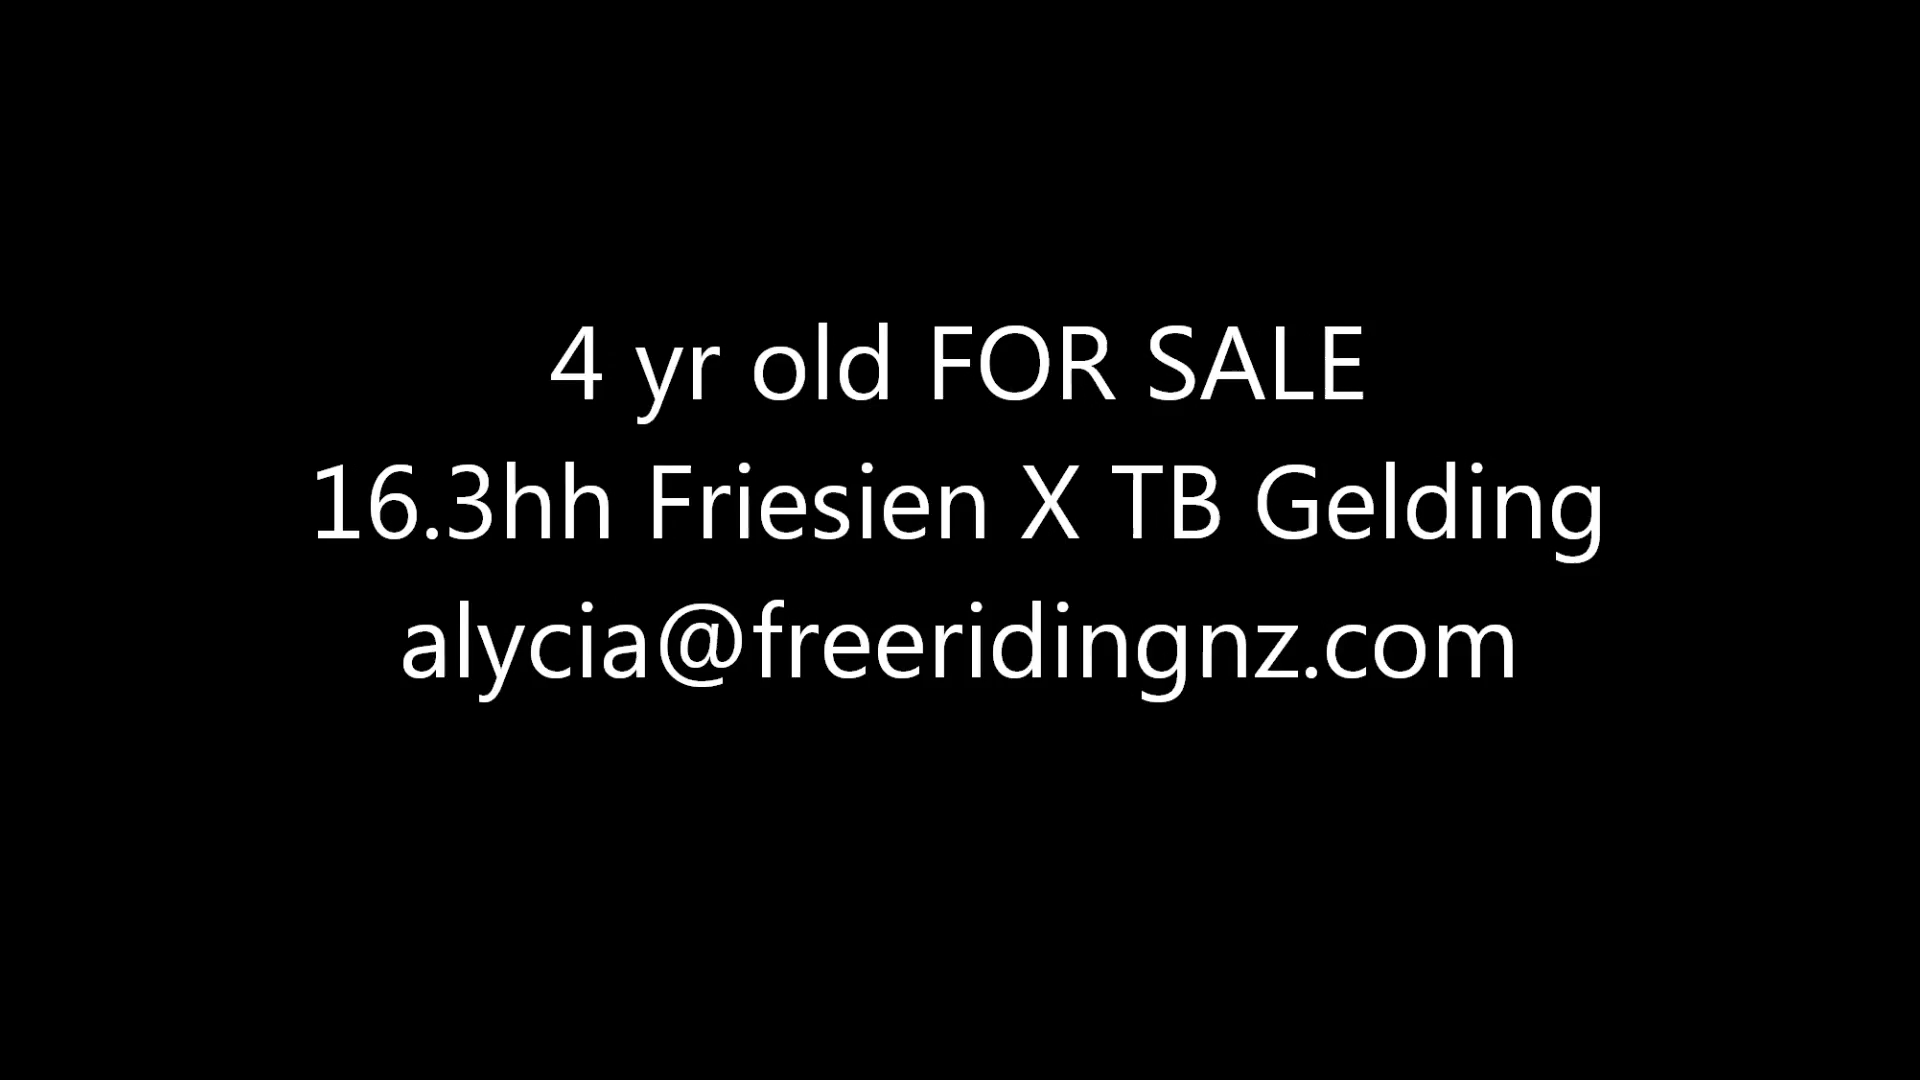 4 yr old FOR SALE
16.3hh Friesien X TB Gelding
alycia@freeridingnz.com